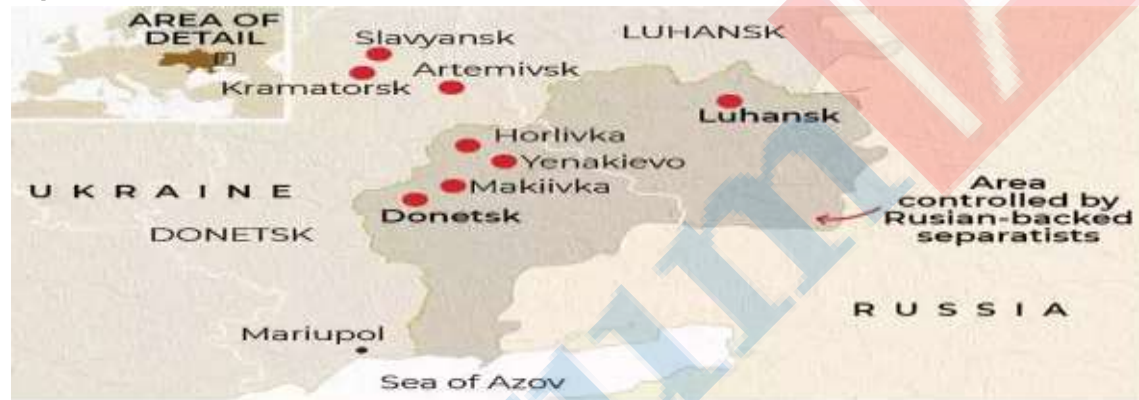 AREA OF
DETAIL
Slavyansk
LUHANSK
Artemivsk
Kramatorsk
Luhansk
Horlivka
Yenakievo
UKRAINE
Makiivka
Area
controlled by
Rusian-backed
separatists
Donetsk
DONETSK
RUSSIA
Mariupol
Sea of Azov